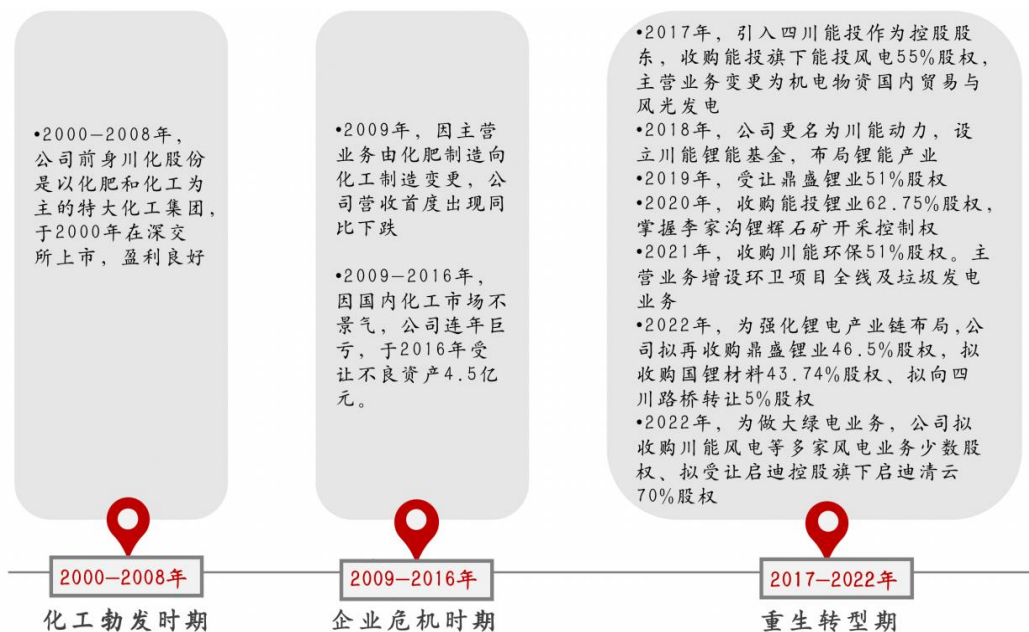 •2000—2008年，
公司前身川化股份
是以化肥和化工为
主的特大化工集团，
于2000年在深交
所上市，盈利良好
•2009年，因主营
业务由化肥制造向
化工制造变更，公
司营收首度出现同
比下跌
•2009—2016年，
因国内化工市场不
景气，公司连年巨
亏，于2016年受
让不良资产4.5亿
元。
•2017年，引入四川能投作为控股股
东，收购能投旗下能投风电55%股权，
主营业务变更为机电物资国内贸易与
风光发电
•2018年，公司更名为川能动力，设
立川能锂能基金，布局锂能产业
•2019年，受让鼎盛锂业51%股权
•2020年，收购能投锂业62.75%股权，
掌握李家沟锂辉石矿开采控制权
•2021年，收购川能环保51%股权。主
营业务增设环卫项目全线及垃圾发电
业务
•2022年，为强化锂电产业链布局，公
司拟再收购鼎盛锂业46.5%股权，拟
收购国锂材料43.74%股权、拟向四
川路桥转让5%股权
•2022年，为做大绿电业务，公司拟
收购川能风电等多家风电业务少数股
权、拟受让启迪控股旗下启迪清云
70%股权
2000—2008年
2009—2016年
2017—2022年
化工勃发时期
企业危机时期
重生转型期